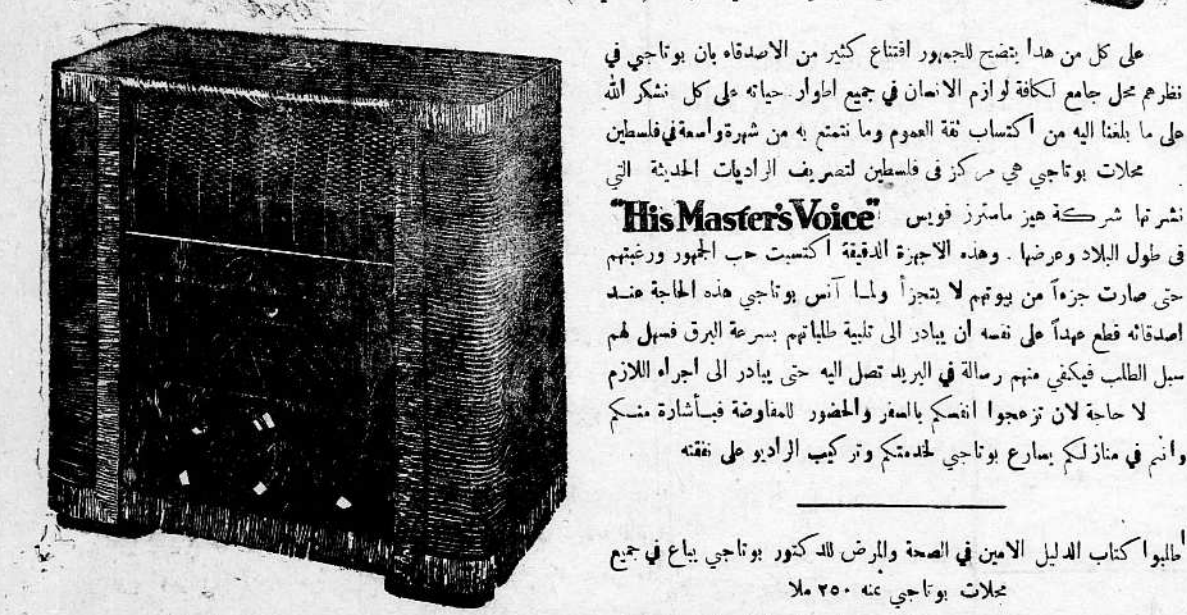 على كل من هذا يتضح للجمهور اقتناع كثير من الاصدقاء بان بوتاجي في
نظرهم محل جامع لكافة لوازم الانسان في جميع اطوار حياته على كل نشكر الله
على ما بلغنا اليه من اكتساب ثقة العموم وما نتمتع به من شهرة واسعة في فلسطين
محلات بوتاجي هي مركز في فلسطين لتصريف الراديات الحديثة التي
نشرتها شركة هيز ماسترز فويس "His Master's Voice"
في طول البلاد وعرضها . وهذه الاجهزة الدقيقة اكتسبت حب الجمهور ورغبتهم
حتى صارت جزءاً من بيوتهم لا يتجزأ ولما آنس بوتاجي هذه الحاجة عند
اصدقائه قطع عهداً على نفسه ان يبادر الى تلبية طلباتهم بسرعة البرق فسهل لهم
سبل الطلب فيكفي منهم رسالة في البريد تصل اليه حتى يبادر الى اجراء اللازم
لا حاجة لان تزعجوا انفسكم بالسفر والحضور للمفاوضة فبأشارة منكم
وانتم في منازلكم يسارع بوتاجي لخدمتكم وتركيب الراديو على نفقته
اطلبوا كتاب الدليل الامين في الصحة والمرض للدكتور بوتاجي يباع في جميع
محلات بوتاجي ثمنه ٢٥٠ ملا